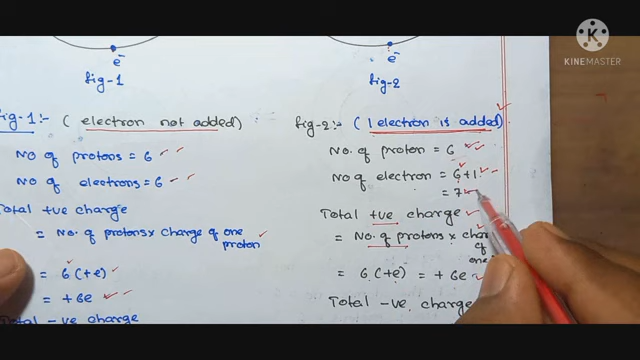 KINEMASTER
e⁻
fig-1
e⁻
fig-2
Fig-1:- ( electron not added)
No of protons = 6
No of electrons = 6
Total +ve charge
= No. of protons x charge of one proton
= 6 (+e)
= +6e
Total -ve charge
fig-2:- ( 1 electron is added)
No. of proton = 6
No of electron = 6+1
= 7
Total +ve charge
= No. of protons x
of
= 6 (+e) = +6e
Total -ve charge